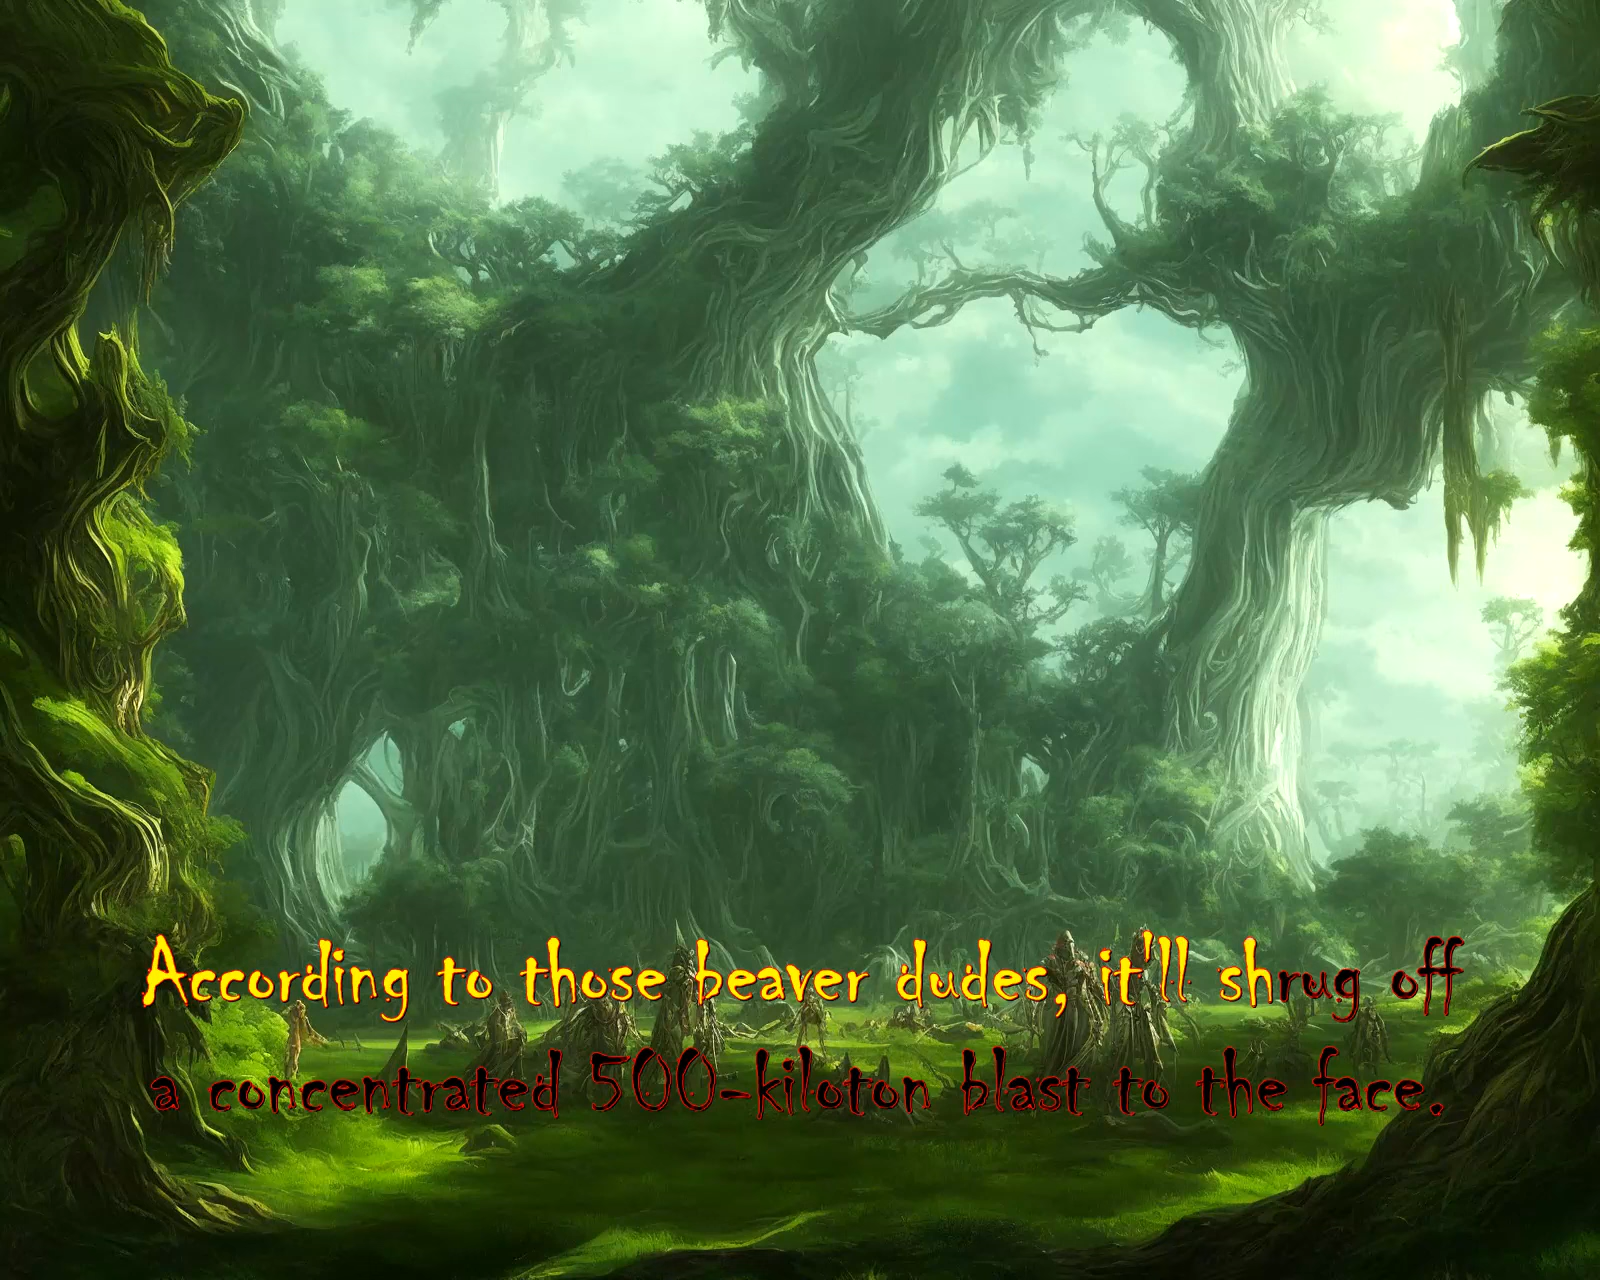 According to those beaver dudes, it'll shrug off
a concentrated 500-kiloton blast to the face.